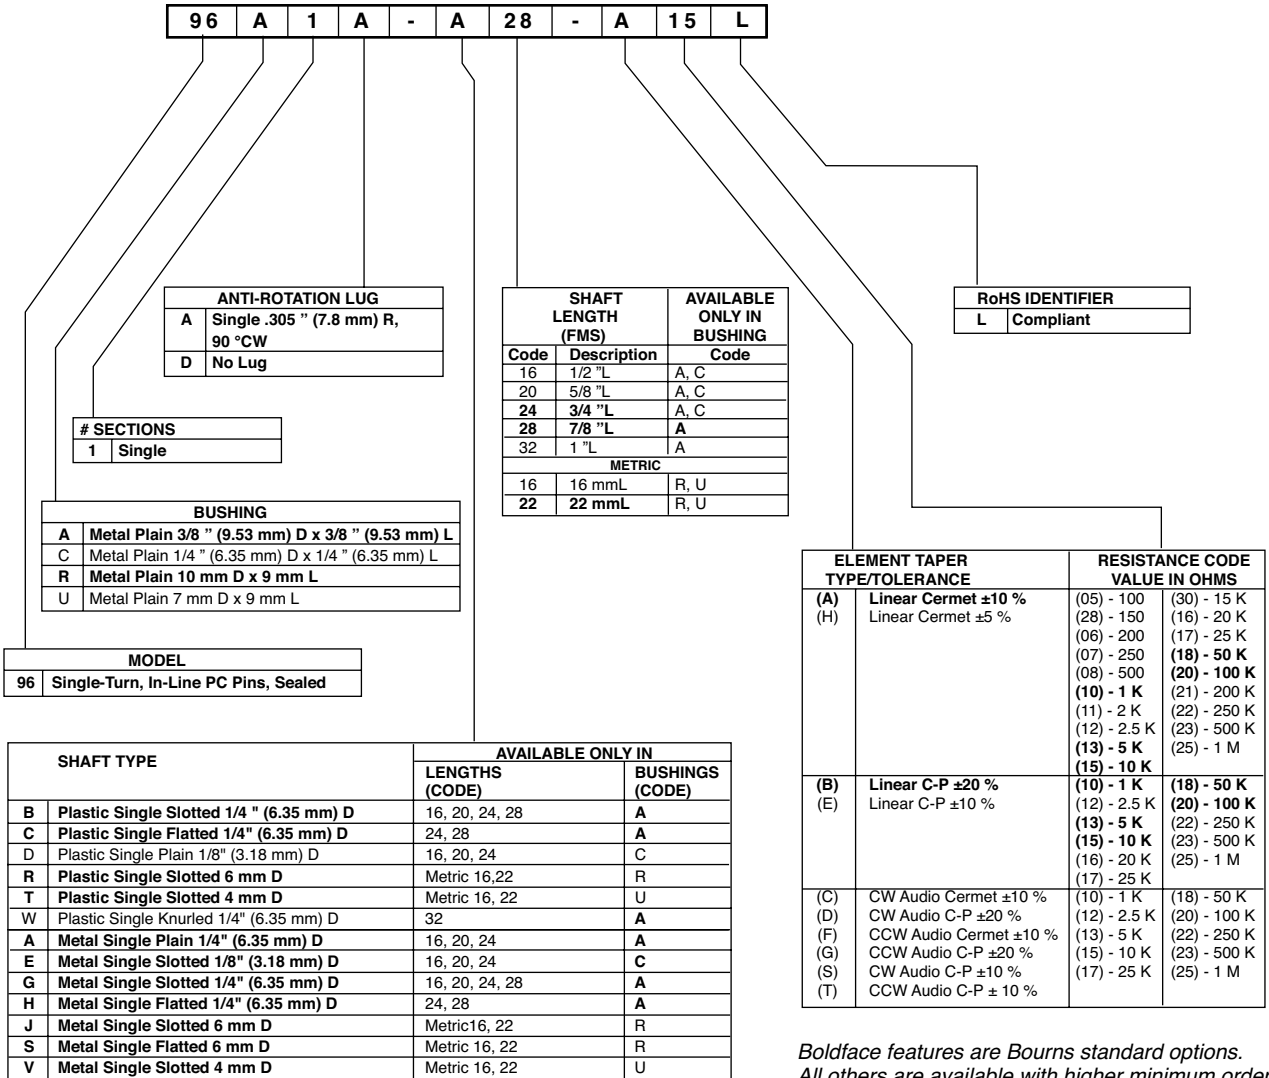 96 A 1 A - A 28 - A 15 L
ANTI-ROTATION LUG
A Single .305 ” (7.8 mm) R,
90 °CW
D No Lug
# SECTIONS
1 Single
BUSHING
A Metal Plain 3/8 ” (9.53 mm) D x 3/8 ” (9.53 mm) L
C Metal Plain 1/4 ” (6.35 mm) D x 1/4 ” (6.35 mm) L
R Metal Plain 10 mm D x 9 mm L
U Metal Plain 7 mm D x 9 mm L
MODEL
96 Single-Turn, In-Line PC Pins, Sealed
SHAFT LENGTH (FMS) AVAILABLE ONLY IN BUSHING
Code Description Code
16 1/2 ”L A, C
20 5/8 ”L A, C
24 3/4 ”L A, C
28 7/8 ”L A
32 1 ”L A
METRIC
16 16 mmL R, U
22 22 mmL R, U
RoHS IDENTIFIER
L Compliant
SHAFT TYPE AVAILABLE ONLY IN
LENGTHS (CODE) BUSHINGS (CODE)
B Plastic Single Slotted 1/4 " (6.35 mm) D 16, 20, 24, 28 A
C Plastic Single Flatted 1/4" (6.35 mm) D 24, 28 A
D Plastic Single Plain 1/8" (3.18 mm) D 16, 20, 24 C
R Plastic Single Slotted 6 mm D Metric 16,22 R
T Plastic Single Slotted 4 mm D Metric 16, 22 U
W Plastic Single Knurled 1/4" (6.35 mm) D 32 A
A Metal Single Plain 1/4" (6.35 mm) D 16, 20, 24 A
E Metal Single Slotted 1/8" (3.18 mm) D 16, 20, 24 C
G Metal Single Slotted 1/4" (6.35 mm) D 16, 20, 24, 28 A
H Metal Single Flatted 1/4" (6.35 mm) D 24, 28 A
J Metal Single Slotted 6 mm D Metric16, 22 R
S Metal Single Flatted 6 mm D Metric 16, 22 R
V Metal Single Slotted 4 mm D Metric 16, 22 U
ELEMENT TAPER RESISTANCE CODE
TYPE/TOLERANCE VALUE IN OHMS
(A) Linear Cermet ±10 % (05) - 100 (30) - 15 K
(H) Linear Cermet ±5 % (28) - 150 (16) - 20 K
(06) - 200 (17) - 25 K
(07) - 250 (18) - 50 K
(08) - 500 (20) - 100 K
(10) - 1 K (21) - 200 K
(11) - 2 K (22) - 250 K
(12) - 2.5 K (23) - 500 K
(13) - 5 K (25) - 1 M
(15) - 10 K
(B) Linear C-P ±20 % (10) - 1 K (18) - 50 K
(E) Linear C-P ±10 % (12) - 2.5 K (20) - 100 K
(13) - 5 K (22) - 250 K
(15) - 10 K (23) - 500 K
(16) - 20 K (25) - 1 M
(17) - 25 K
(C) CW Audio Cermet ±10 % (10) - 1 K (18) - 50 K
(D) CW Audio C-P ±20 % (12) - 2.5 K (20) - 100 K
(F) CCW Audio Cermet ±10 % (13) - 5 K (22) - 250 K
(G) CCW Audio C-P ±20 % (15) - 10 K (23) - 500 K
(S) CW Audio C-P ±10 % (17) - 25 K (25) - 1 M
(T) CCW Audio C-P ± 10 %
Boldface features are Bourns standard options.
All others are available with higher minimum order